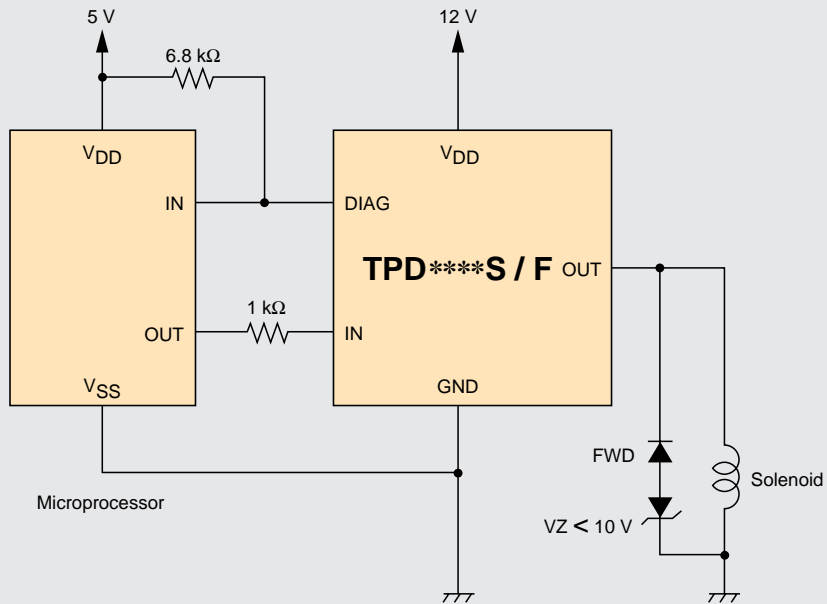 5 V
12 V
6.8 kΩ
VDD
VDD
IN
DIAG
TPD****S / F
OUT
1 kΩ
OUT
IN
VSS
GND
FWD
Solenoid
Microprocessor
VZ < 10 V